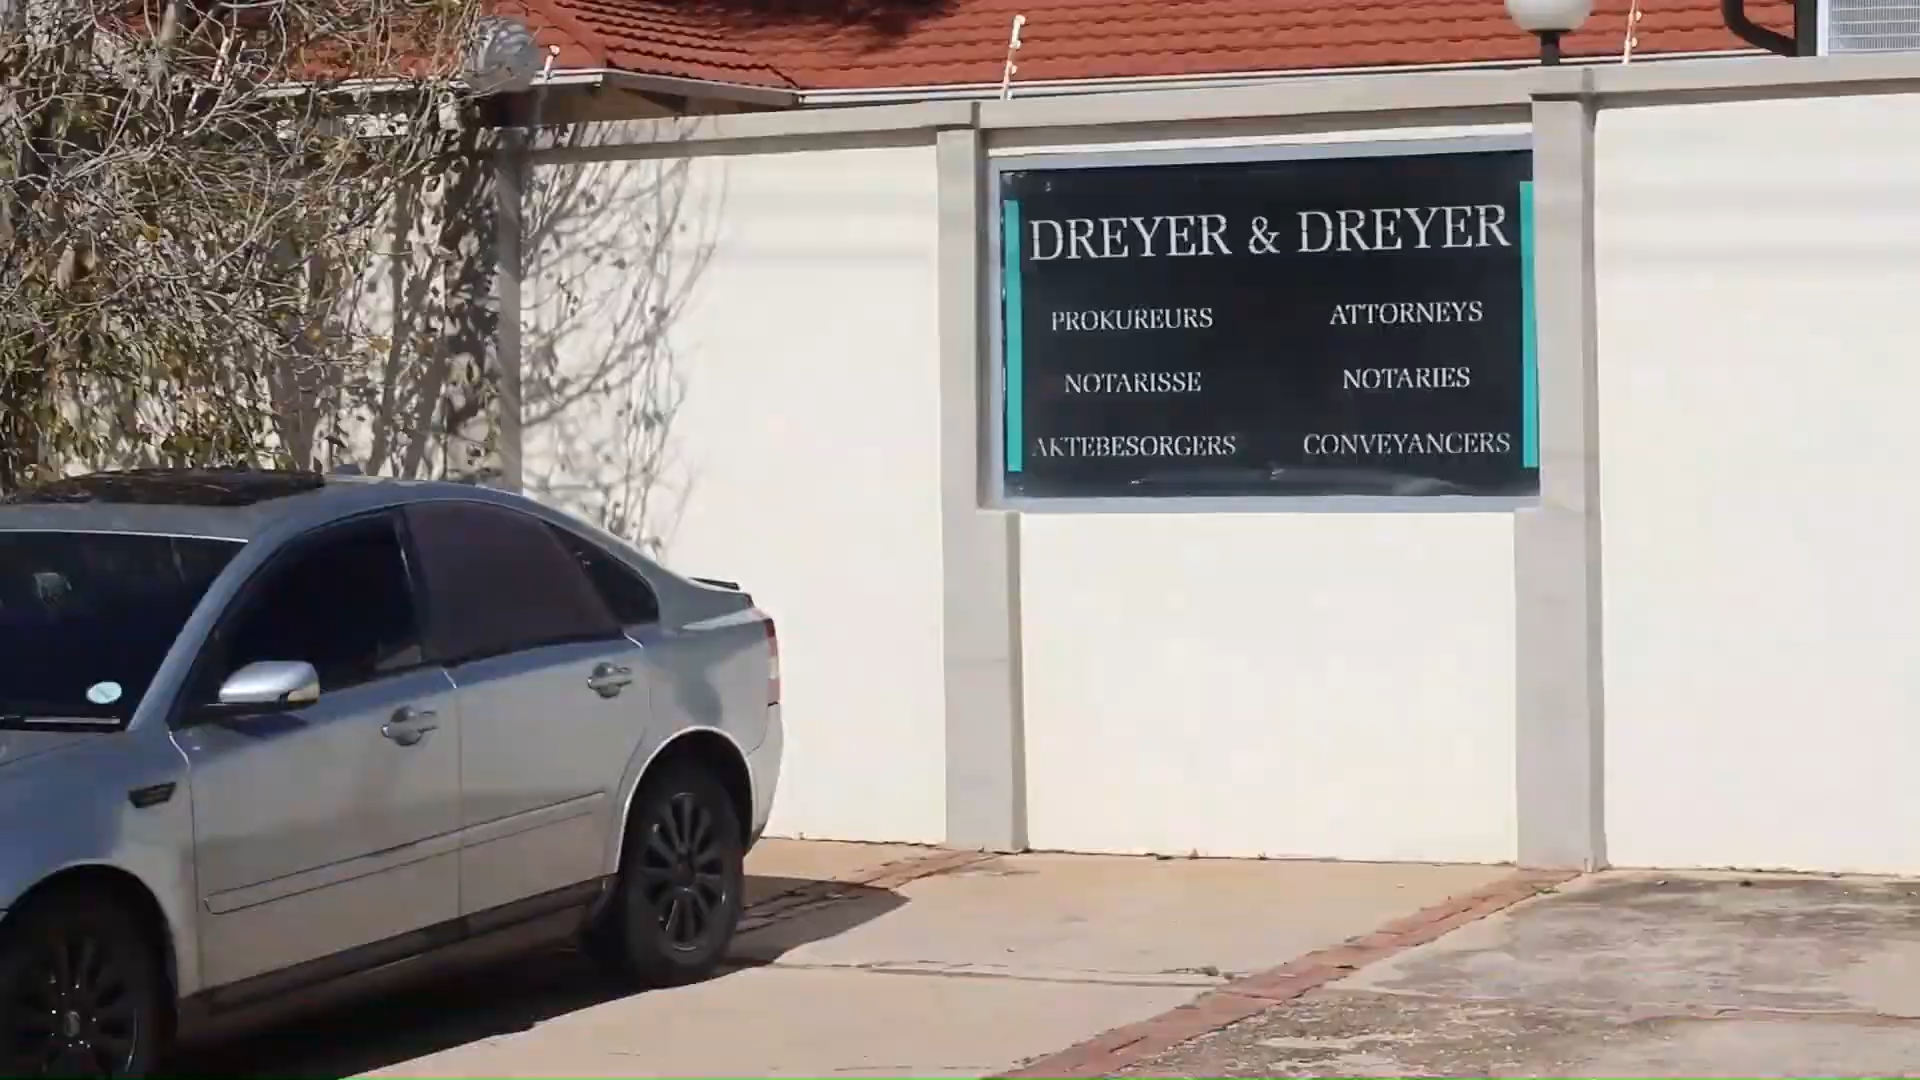 DREYER & DREYER
PROKUREURS ATTORNEYS
NOTARISSE NOTARIES
AKTEBESORGERS CONVEYANCERS